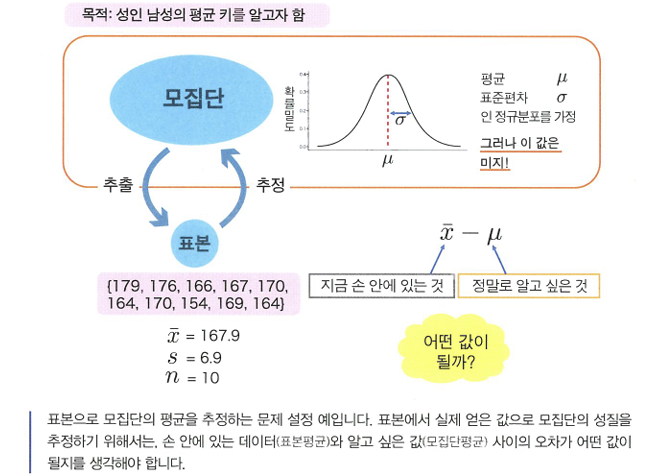 목적: 성인 남성의 평균 키를 알고자 함
모집단
확률밀도
0.4
0.3
0.2
0.1
0.0
σ
μ
평균 μ
표준편차 σ
인 정규분포를 가정
그러나 이 값은
미지!
추출
추정
표본
{179, 176, 166, 167, 170,
164, 170, 154, 169, 164}
x̄ = 167.9
s = 6.9
n = 10
x̄ − μ
지금 손 안에 있는 것
정말로 알고 싶은 것
어떤 값이
될까?
표본으로 모집단의 평균을 추정하는 문제 설정 예입니다. 표본에서 실제 얻은 값으로 모집단의 성질을
추정하기 위해서는, 손 안에 있는 데이터(표본평균)와 알고 싶은 값(모집단평균) 사이의 오차가 어떤 값이
될지를 생각해야 합니다.